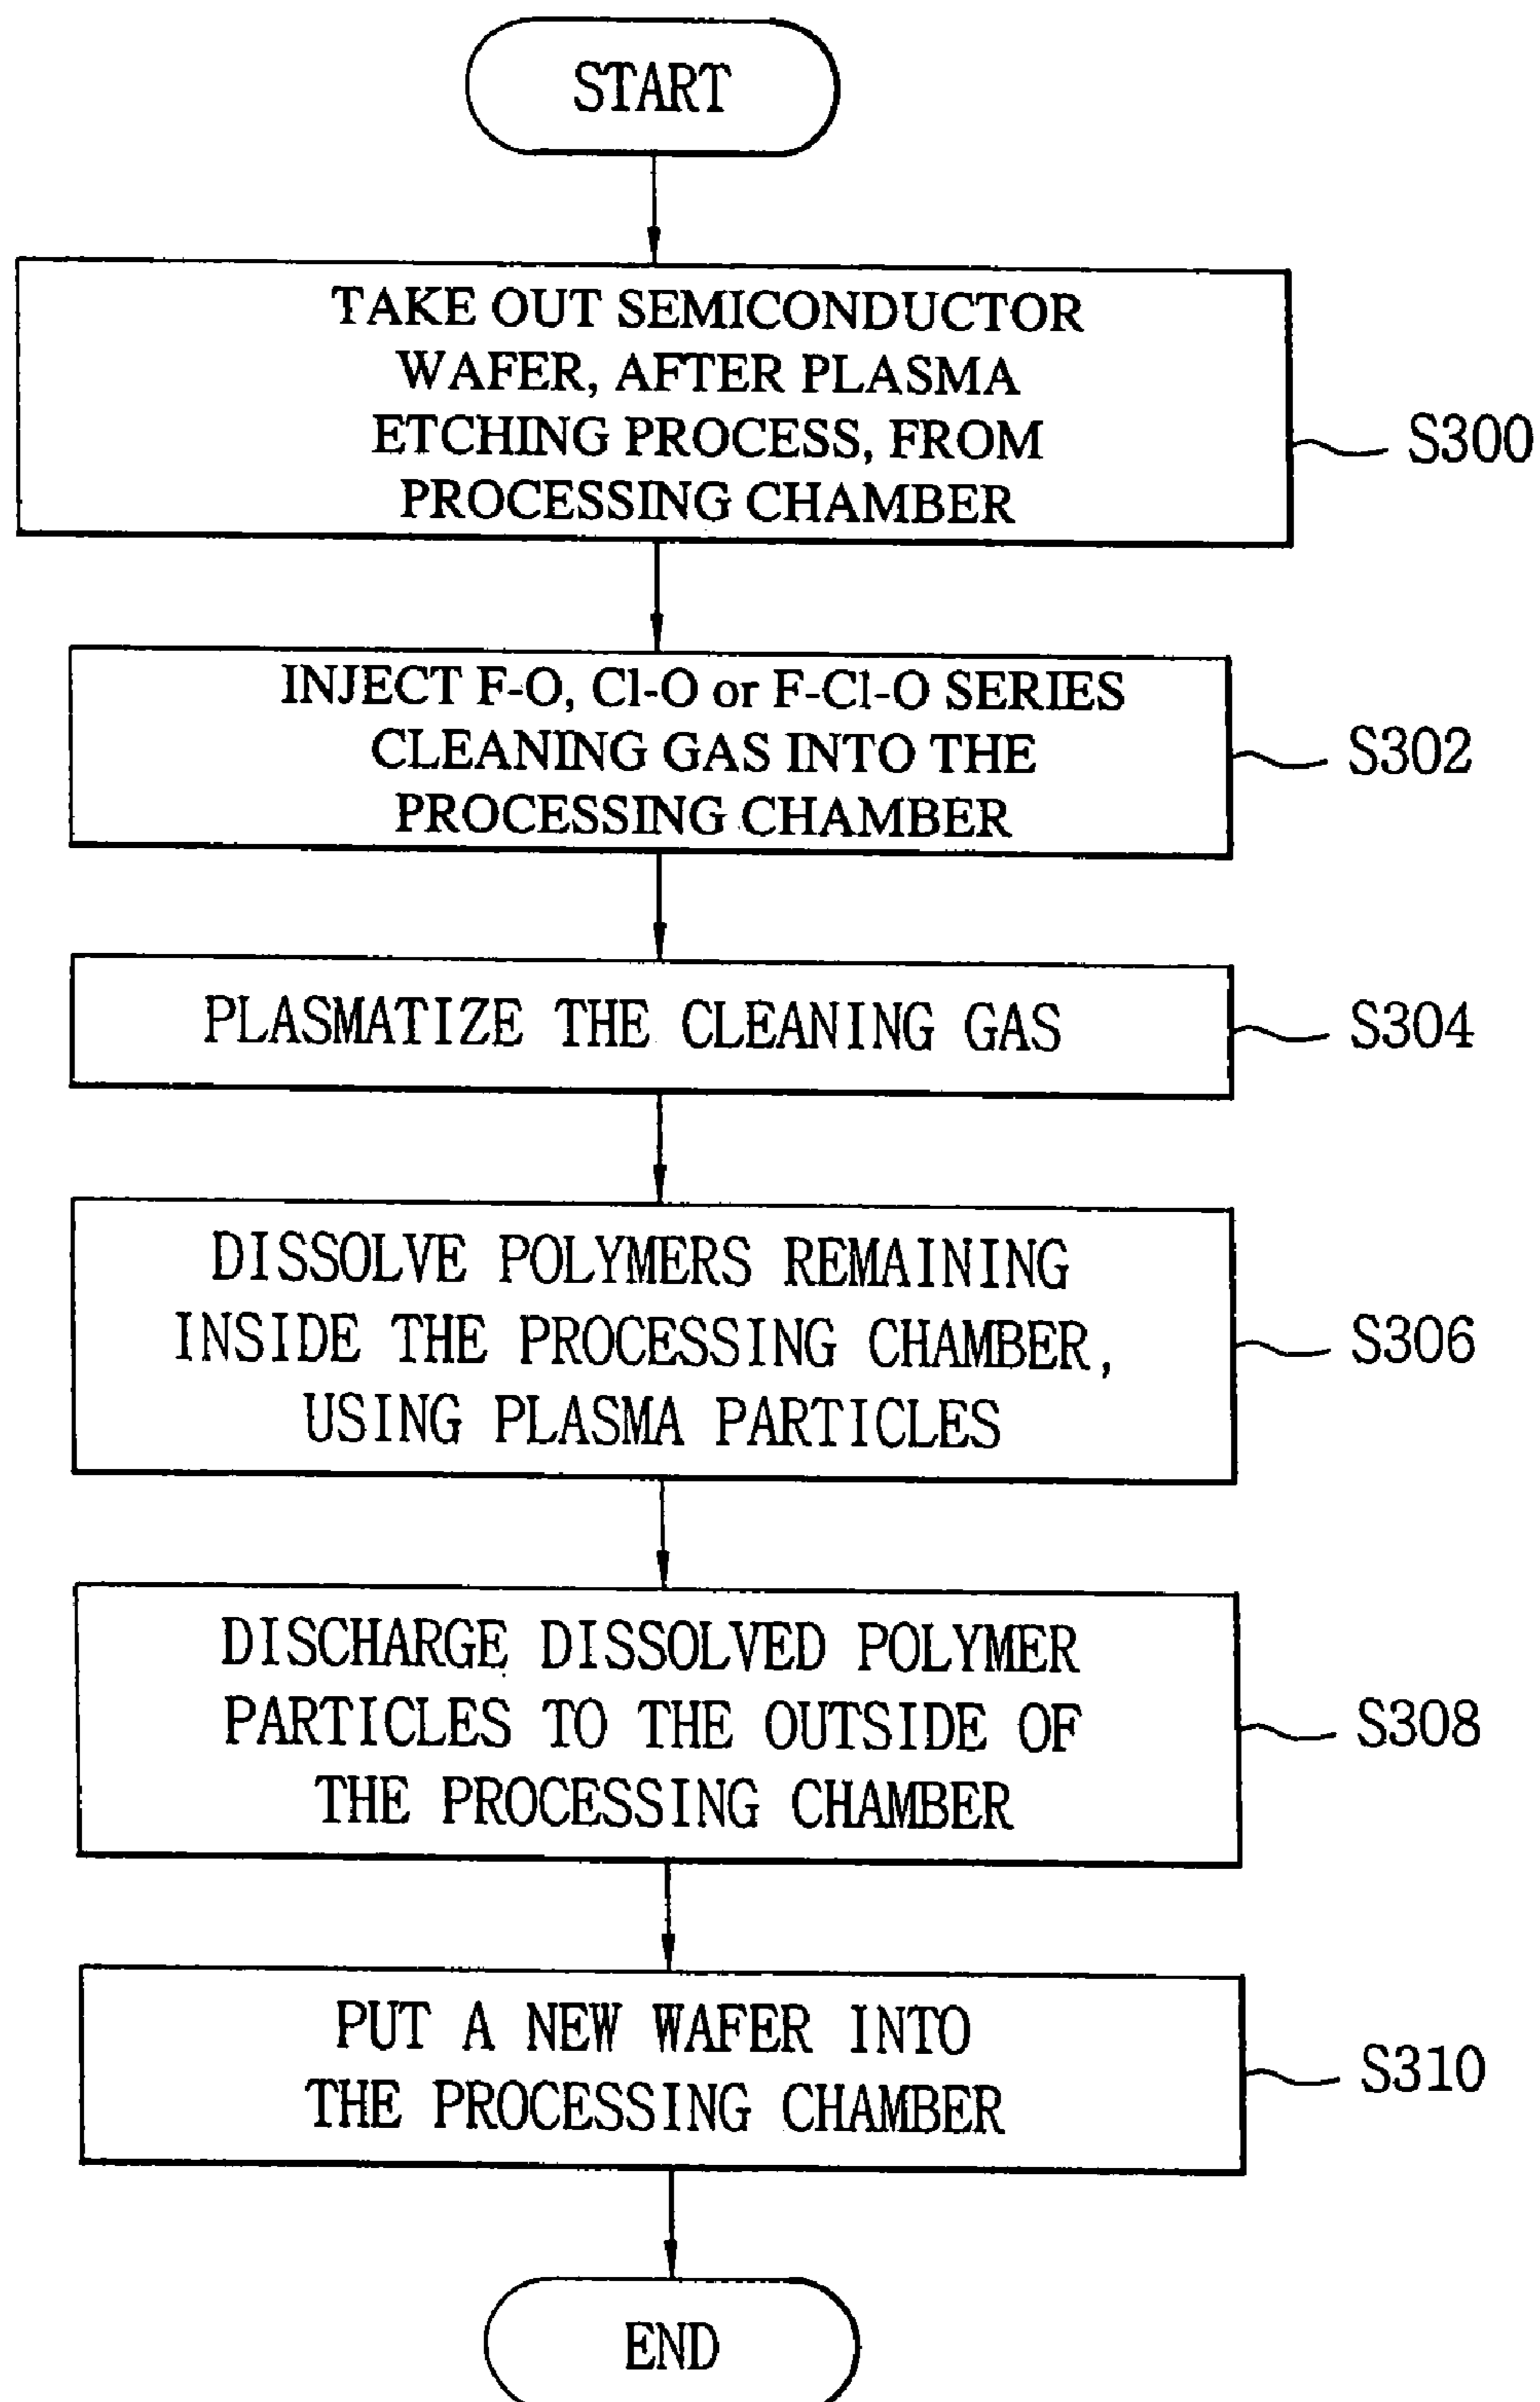 START
TAKE OUT SEMICONDUCTOR
WAFER, AFTER PLASMA
ETCHING PROCESS, FROM
PROCESSING CHAMBER
S300
INJECT F-O, Cl-O or F-Cl-O SERIES
CLEANING GAS INTO THE
PROCESSING CHAMBER
S302
PLASMATIZE THE CLEANING GAS
S304
DISSOLVE POLYMERS REMAINING
INSIDE THE PROCESSING CHAMBER,
USING PLASMA PARTICLES
S306
DISCHARGE DISSOLVED POLYMER
PARTICLES TO THE OUTSIDE OF
THE PROCESSING CHAMBER
S308
PUT A NEW WAFER INTO
THE PROCESSING CHAMBER
S310
END